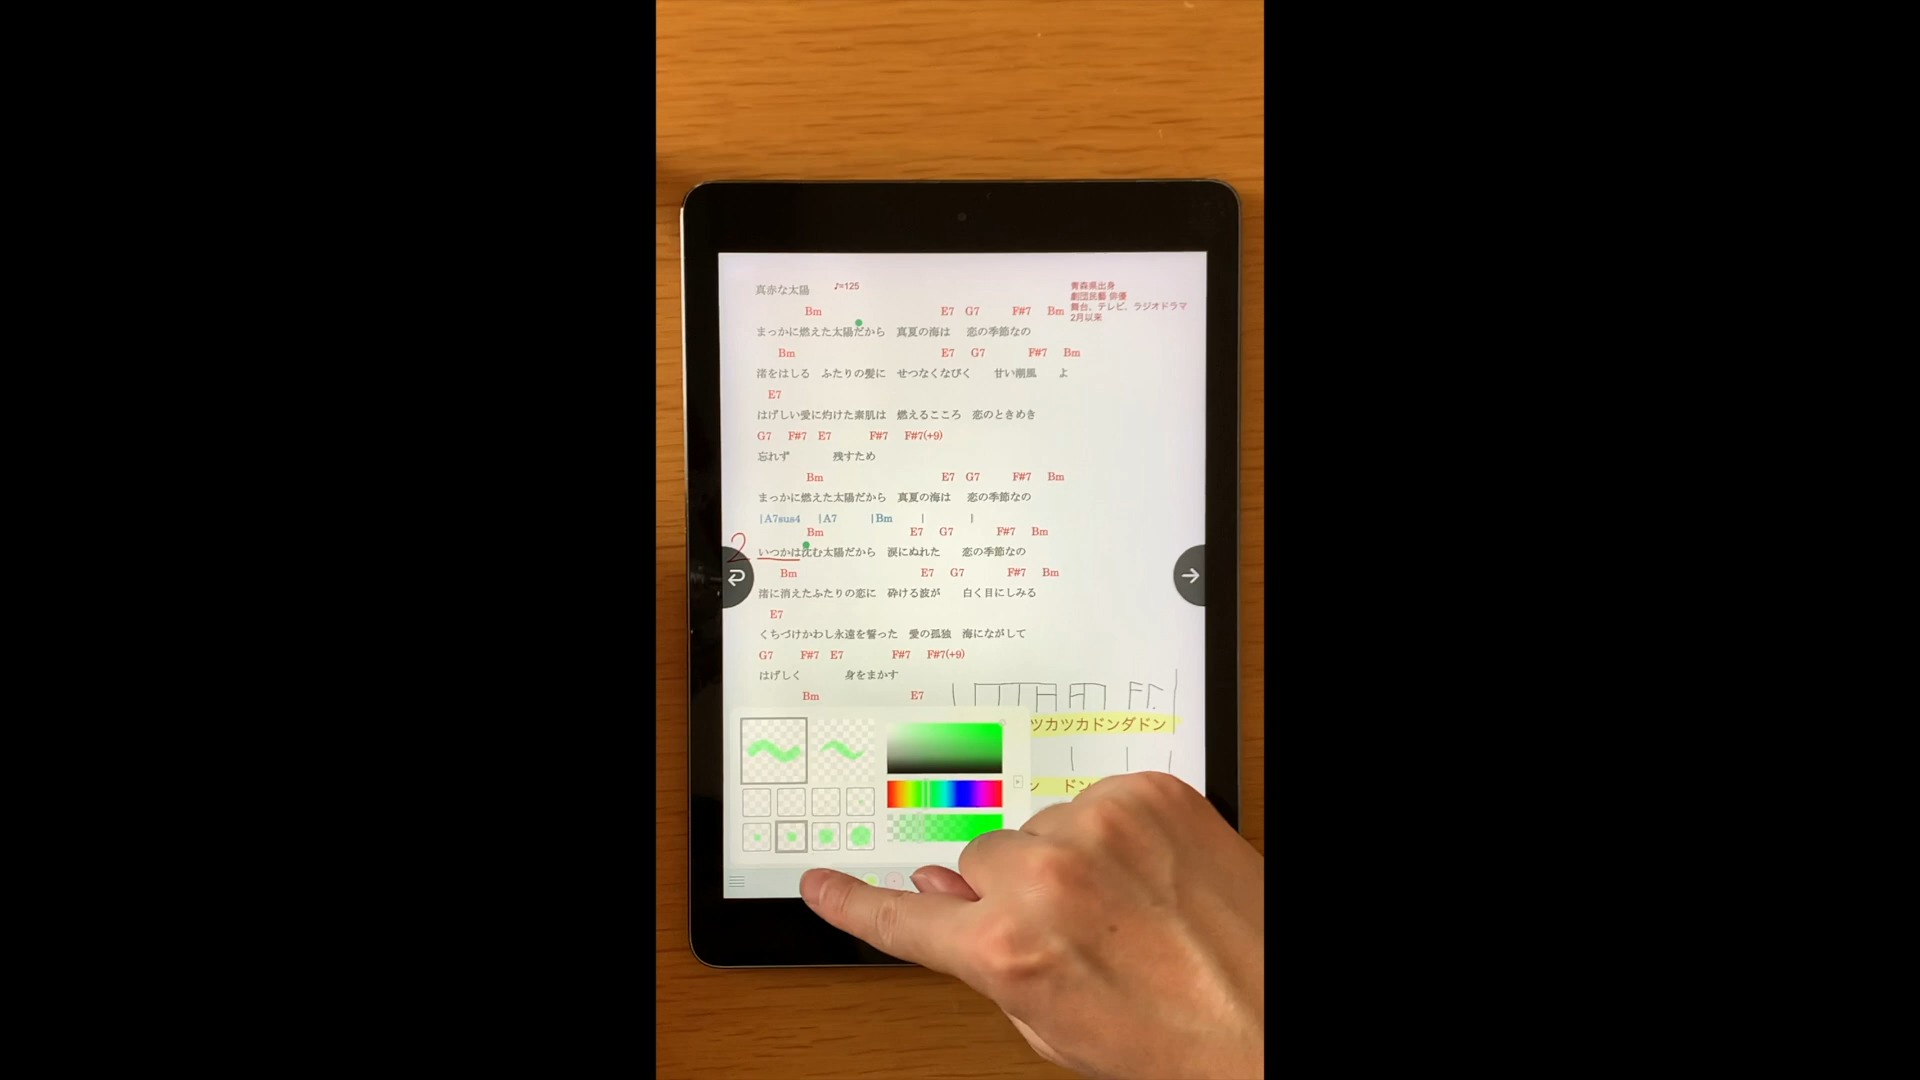 真赤な太陽 ♪=125
青森県出身
劇団民藝 俳優
舞台、テレビ、ラジオドラマ
2月以来
Bm E7 G7 F#7 Bm
まっかに燃えた太陽だから 真夏の海は 恋の季節なの
Bm E7 G7 F#7 Bm
渚をはしる ふたりの髪に せつなくなびく 甘い潮風 よ
E7
はげしい愛に灼けた素肌は 燃えるこころ 恋のときめき
G7 F#7 E7 F#7 F#7(+9)
忘れず 残すため
Bm E7 G7 F#7 Bm
まっかに燃えた太陽だから 真夏の海は 恋の季節なの
|A7sus4 |A7 |Bm | |
Bm E7 G7 F#7 Bm
2 いつかは沈む太陽だから 涙にぬれた 恋の季節なの
Bm E7 G7 F#7 Bm
渚に消えたふたりの恋に 砕ける波が 白く目にしみる
E7
くちづけかわし永遠を誓った 愛の孤独 海にながして
G7 F#7 E7 F#7 F#7(+9)
はげしく 身をまかす
Bm E7
ツカツカドンダドン
ン ドン